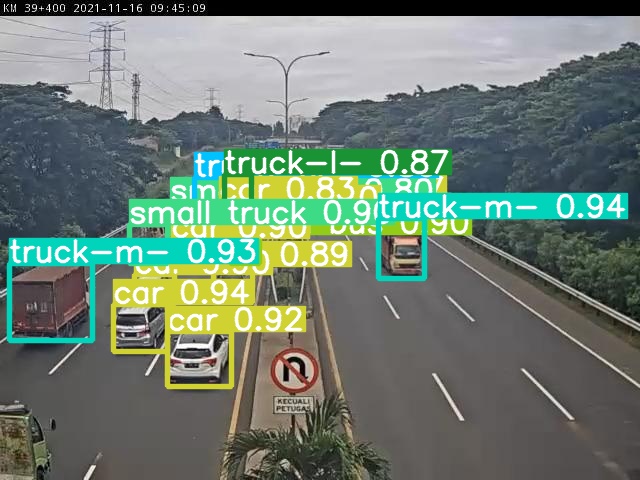 KM 39+400 2021-11-16 09:45:09
truck-l- 0.87
car 0.83
small truck 0.90
truck-m- 0.94
car 0.90
bus 0.90
truck-m- 0.93
0.89
car 0.94
car 0.92
KECUALI
PETUGAS